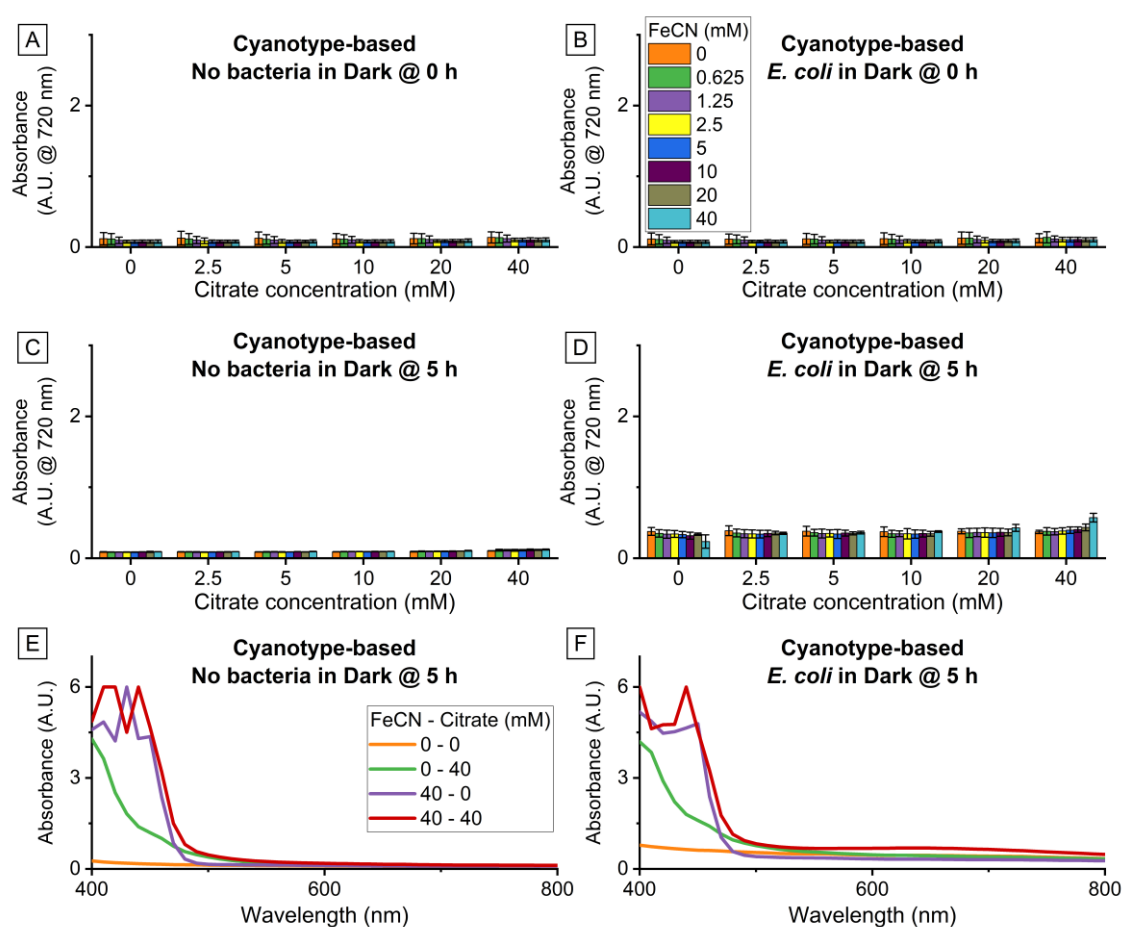 A
Cyanotype-based
No bacteria in Dark @ 0 h
Absorbance
(A.U. @ 720 nm)
2
0
0 2.5 5 10 20 40
Citrate concentration (mM)
B
FeCN (mM)
0
0.625
1.25
2.5
5
10
20
40
Cyanotype-based
E. coli in Dark @ 0 h
Absorbance
(A.U. @ 720 nm)
2
0
0 2.5 5 10 20 40
Citrate concentration (mM)
C
Cyanotype-based
No bacteria in Dark @ 5 h
Absorbance
(A.U. @ 720 nm)
2
0
0 2.5 5 10 20 40
Citrate concentration (mM)
D
Cyanotype-based
E. coli in Dark @ 5 h
Absorbance
(A.U. @ 720 nm)
2
0
0 2.5 5 10 20 40
Citrate concentration (mM)
E
Cyanotype-based
No bacteria in Dark @ 5 h
Absorbance (A.U.)
6
3
0
FeCN - Citrate (mM)
0 - 0
0 - 40
40 - 0
40 - 40
400 600 800
Wavelength (nm)
F
Cyanotype-based
E. coli in Dark @ 5 h
Absorbance (A.U.)
6
3
0
400 600 800
Wavelength (nm)